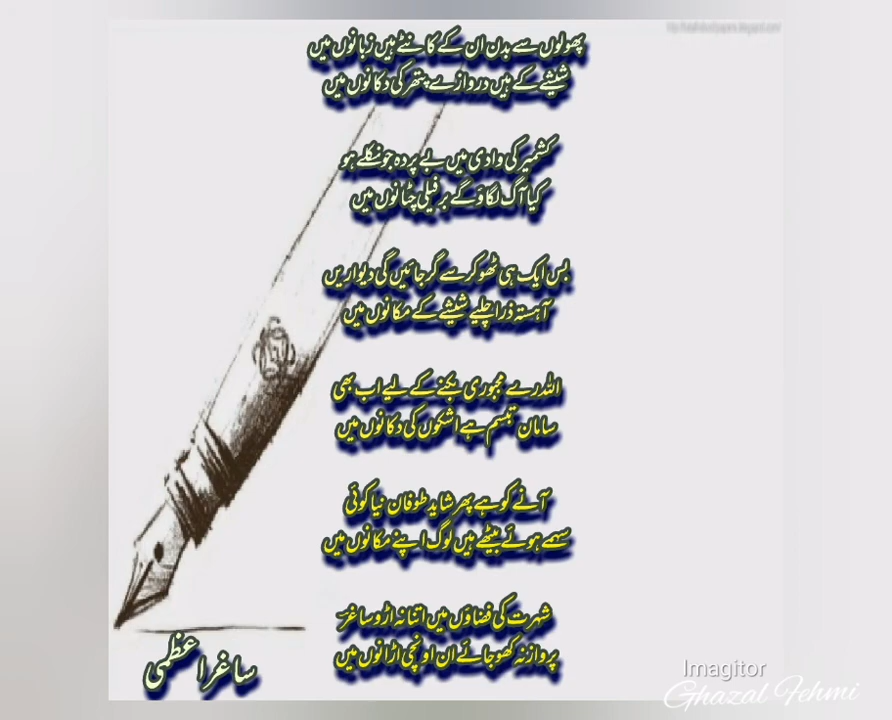 پھولوں سے بدن ان کے کانٹے ہیں زبانوں میں
شیشے کے ہیں دروازے پتھر کی دکانوں میں
کشمیر کی وادی میں بے پردہ جو نکلے ہو
کیا آگ لگاؤ گے برفیلی چٹانوں میں
بس ایک ہی ٹھوکر سے گر جائیں گی دیواریں
آہستہ ذرا چلیے شیشے کے مکانوں میں
اللہ رے مجبوری بکنے کے لیے اب بھی
سامان تبسم ہے اشکوں کی دکانوں میں
آنے کو ہے پھر شاید طوفان نیا کوئی
سہمے ہوئے بیٹھے ہیں لوگ اپنے مکانوں میں
شہرت کی فضاؤں میں اتنا نہ اڑو ساغرؔ
پرواز نہ کھو جائے ان اونچی اڑانوں میں
ساغر اعظمی
Imagitor
Ghazal Fehmi